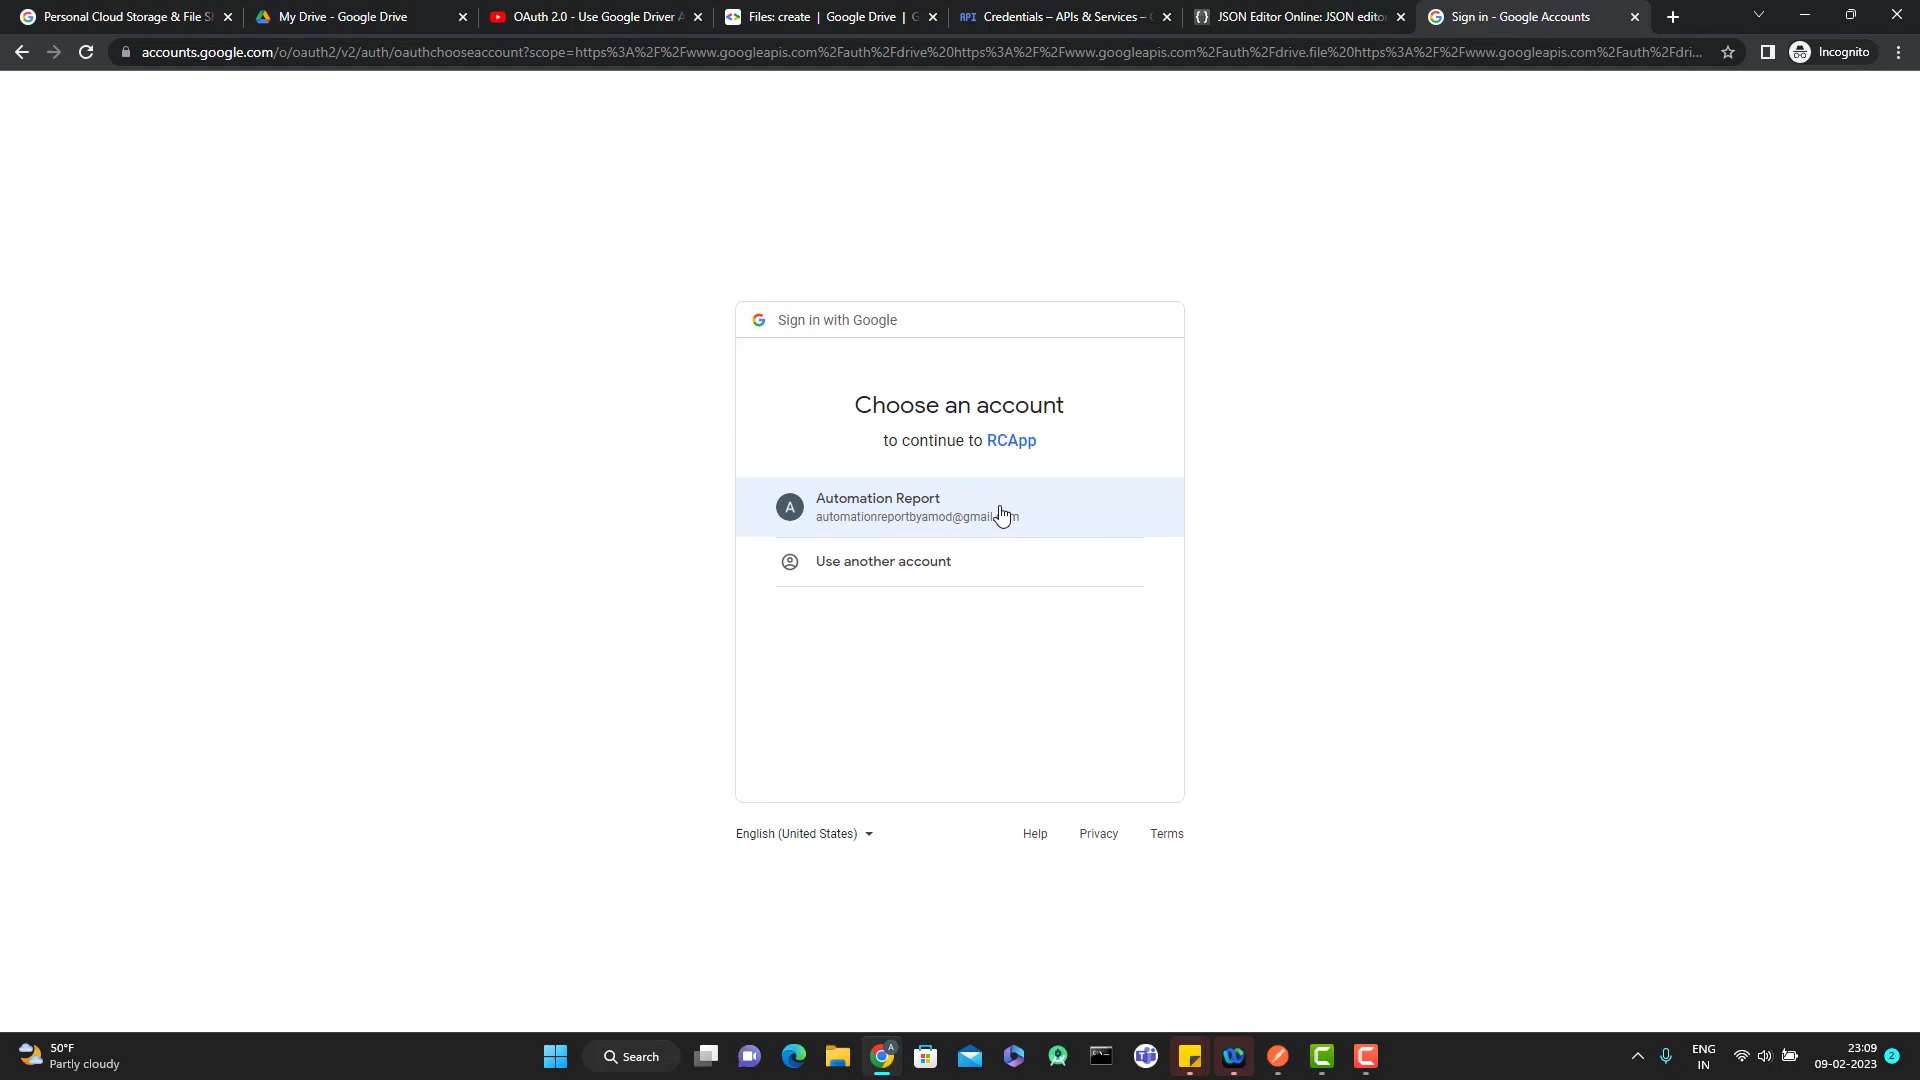 Personal Cloud Storage & File S
My Drive - Google Drive
OAuth 2.0 - Use Google Driver A
Files: create | Google Drive | G
API Credentials – APIs & Services –
JSON Editor Online: JSON edito
Sign in - Google Accounts
accounts.google.com/o/oauth2/v2/auth/oauthchooseaccount?scope=https%3A%2F%2Fwww.googleapis.com%2Fauth%2Fdrive%20https%3A%2F%2Fwww.googleapis.com%2Fauth%2Fdrive.file%20https%3A%2F%2Fwww.googleapis.com%2Fauth%2Fdri...
Incognito
Sign in with Google
Choose an account
to continue to RCApp
A
Automation Report
automationreportbyamod@gmail
Use another account
English (United States)
Help
Privacy
Terms
50°F
Partly cloudy
Search
A
ENG
IN
23:09
09-02-2023
2